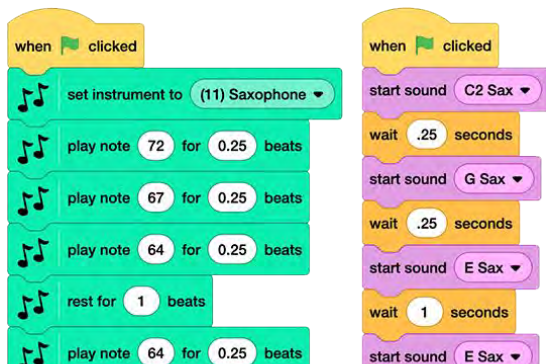 when clicked
set instrument to (11) Saxophone
play note 72 for 0.25 beats
play note 67 for 0.25 beats
play note 64 for 0.25 beats
rest for 1 beats
play note 64 for 0.25 beats
when clicked
start sound C2 Sax
wait .25 seconds
start sound G Sax
wait .25 seconds
start sound E Sax
wait 1 seconds
start sound E Sax